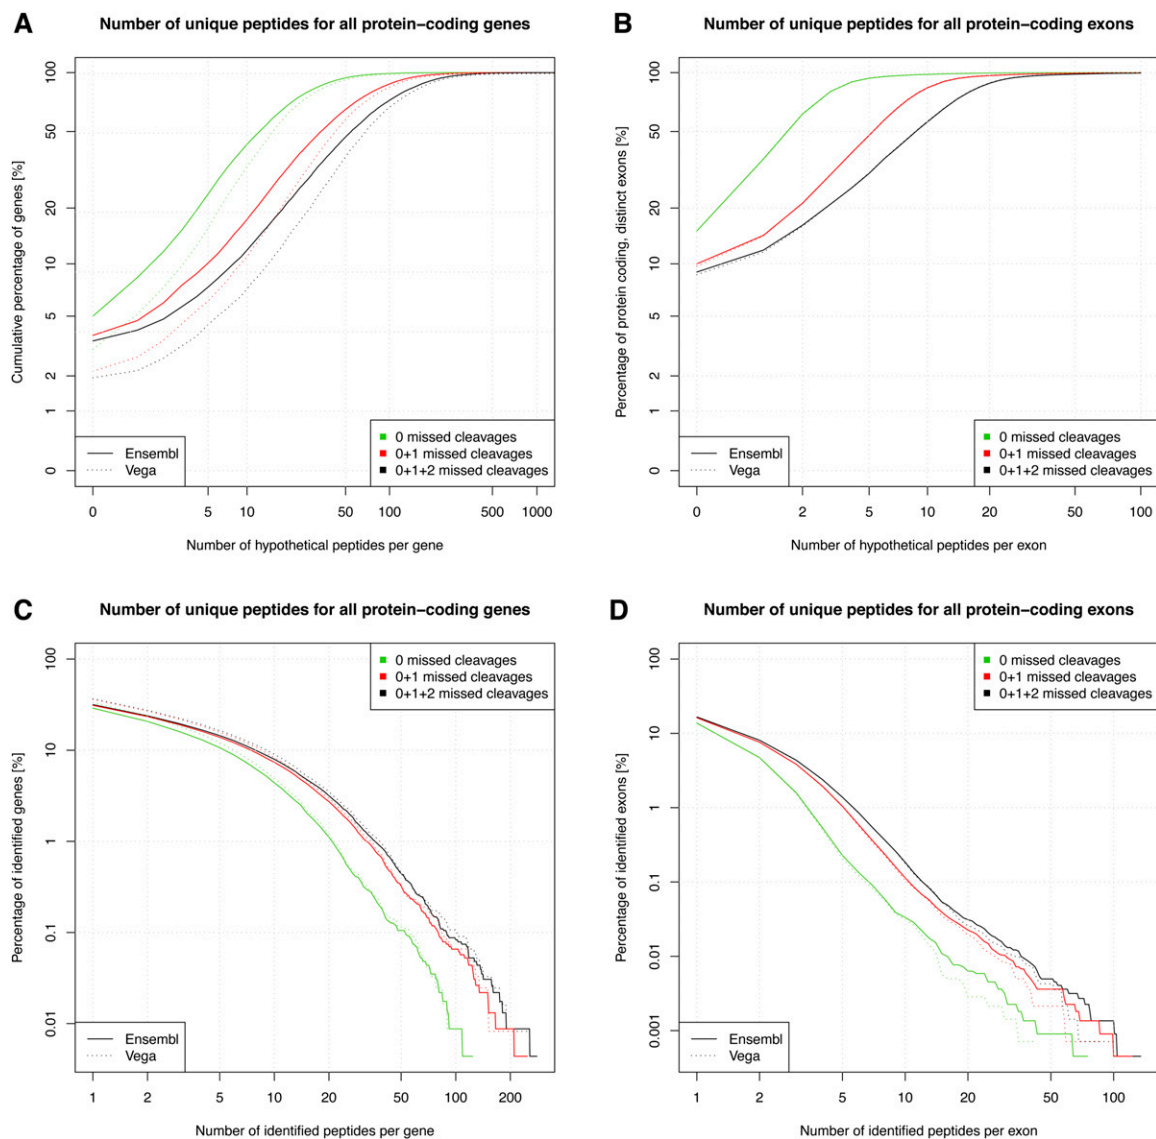 A
Number of unique peptides for all protein−coding genes
Cumulative percentage of genes [%]
100
50
20
10
5
2
1
0
Ensembl
Vega
0 missed cleavages
0+1 missed cleavages
0+1+2 missed cleavages
0 5 10 50 100 500 1000
Number of hypothetical peptides per gene
B
Number of unique peptides for all protein−coding exons
Percentage of protein coding, distinct exons [%]
100
50
20
10
5
2
1
0
Ensembl
Vega
0 missed cleavages
0+1 missed cleavages
0+1+2 missed cleavages
0 2 5 10 20 50 100
Number of hypothetical peptides per exon
C
Number of unique peptides for all protein−coding genes
Percentage of identified genes [%]
100
10
1
0.1
0.01
0 missed cleavages
0+1 missed cleavages
0+1+2 missed cleavages
Ensembl
Vega
1 2 5 10 20 50 100 200
Number of identified peptides per gene
D
Number of unique peptides for all protein−coding exons
Percentage of identified exons [%]
100
10
1
0.1
0.01
0.001
0 missed cleavages
0+1 missed cleavages
0+1+2 missed cleavages
Ensembl
Vega
1 2 5 10 20 50 100
Number of identified peptides per exon